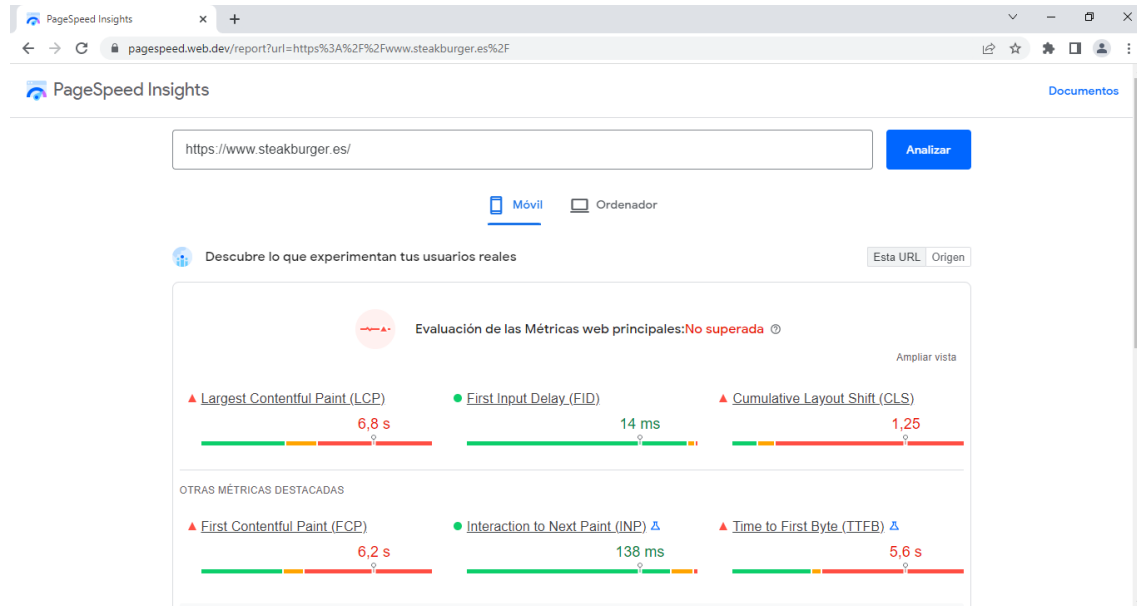 PageSpeed Insights
pagespeed.web.dev/report?url=https%3A%2F%2Fwww.steakburger.es%2F
PageSpeed Insights
Documentos
https://www.steakburger.es/
Analizar
Móvil
Ordenador
Descubre lo que experimentan tus usuarios reales
Esta URL
Origen
Evaluación de las Métricas web principales:No superada
Ampliar vista
Largest Contentful Paint (LCP)
6,8 s
First Input Delay (FID)
14 ms
Cumulative Layout Shift (CLS)
1,25
OTRAS MÉTRICAS DESTACADAS
First Contentful Paint (FCP)
6,2 s
Interaction to Next Paint (INP)
138 ms
Time to First Byte (TTFB)
5,6 s